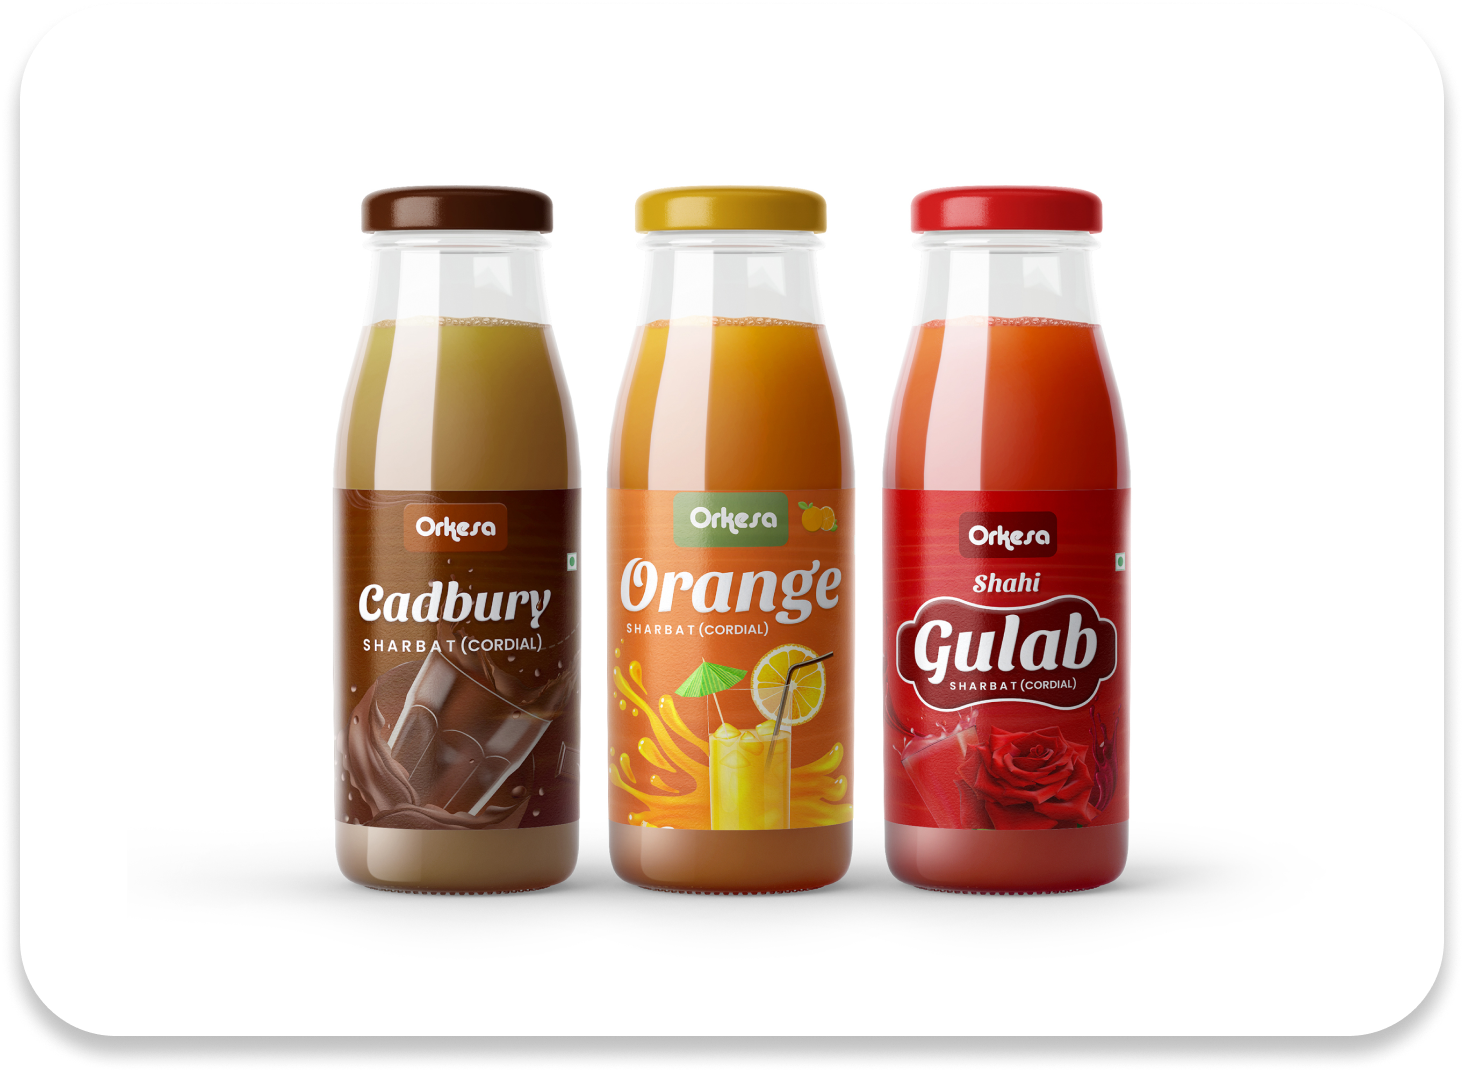 Orkesa
Cadbury
SHARBAT (CORDIAL)
Orkesa
Orange
SHARBAT (CORDIAL)
Orkesa
Shahi
Gulab
SHARBAT (CORDIAL)